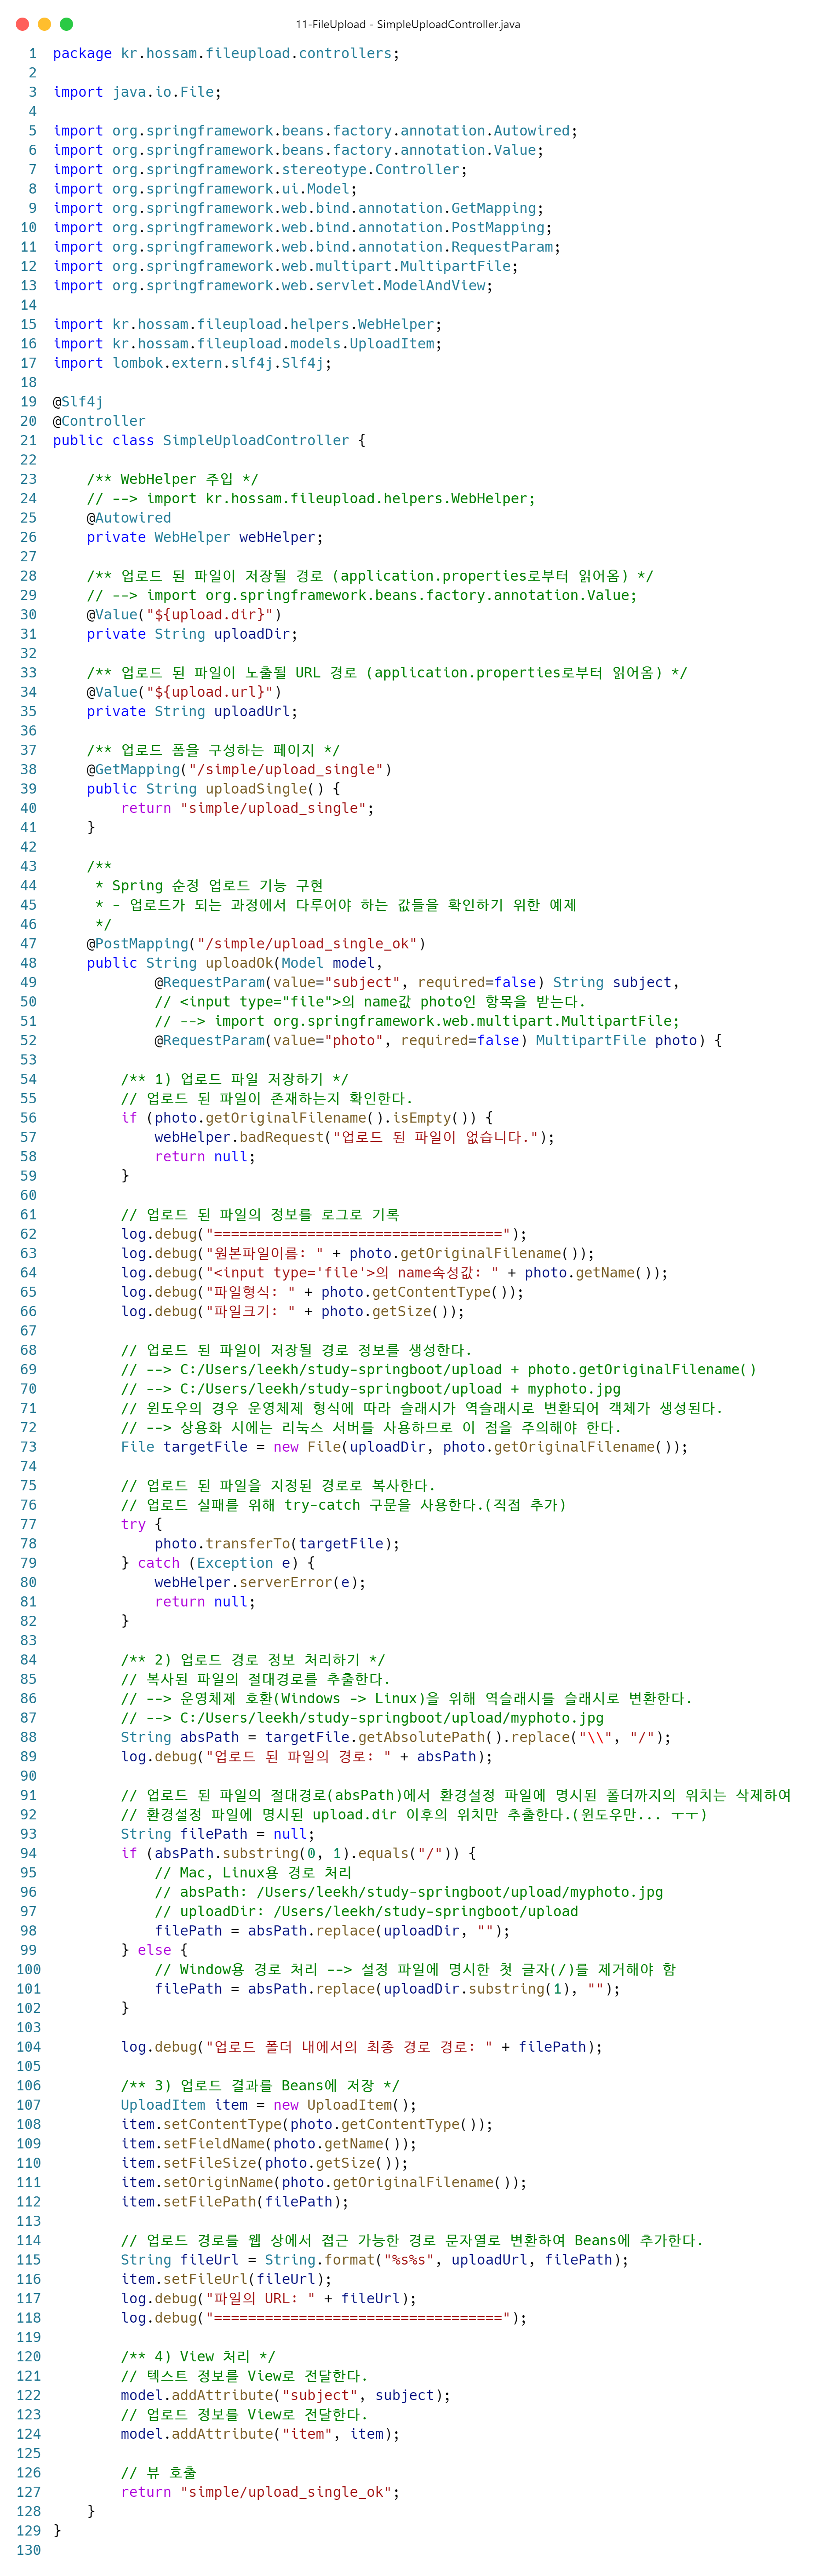 11-FileUpload - SimpleUploadController.java
1 package kr.hossam.fileupload.controllers;
2
3 import java.io.File;
4
5 import org.springframework.beans.factory.annotation.Autowired;
6 import org.springframework.beans.factory.annotation.Value;
7 import org.springframework.stereotype.Controller;
8 import org.springframework.ui.Model;
9 import org.springframework.web.bind.annotation.GetMapping;
10 import org.springframework.web.bind.annotation.PostMapping;
11 import org.springframework.web.bind.annotation.RequestParam;
12 import org.springframework.web.multipart.MultipartFile;
13 import org.springframework.web.servlet.ModelAndView;
14
15 import kr.hossam.fileupload.helpers.WebHelper;
16 import kr.hossam.fileupload.models.UploadItem;
17 import lombok.extern.slf4j.Slf4j;
18
19 @Slf4j
20 @Controller
21 public class SimpleUploadController {
22
23     /** WebHelper 주입 */
24     // --> import kr.hossam.fileupload.helpers.WebHelper;
25     @Autowired
26     private WebHelper webHelper;
27
28     /** 업로드 된 파일이 저장될 경로 (application.properties로부터 읽어옴) */
29     // --> import org.springframework.beans.factory.annotation.Value;
30     @Value("${upload.dir}")
31     private String uploadDir;
32
33     /** 업로드 된 파일이 노출될 URL 경로 (application.properties로부터 읽어옴) */
34     @Value("${upload.url}")
35     private String uploadUrl;
36
37     /** 업로드 폼을 구성하는 페이지 */
38     @GetMapping("/simple/upload_single")
39     public String uploadSingle() {
40         return "simple/upload_single";
41     }
42
43     /**
44      * Spring 순정 업로드 기능 구현
45      * - 업로드가 되는 과정에서 다루어야 하는 값들을 확인하기 위한 예제
46      */
47     @PostMapping("/simple/upload_single_ok")
48     public String uploadOk(Model model,
49             @RequestParam(value="subject", required=false) String subject,
50             // <input type="file">의 name값 photo인 항목을 받는다.
51             // --> import org.springframework.web.multipart.MultipartFile;
52             @RequestParam(value="photo", required=false) MultipartFile photo) {
53
54         /** 1) 업로드 파일 저장하기 */
55         // 업로드 된 파일이 존재하는지 확인한다.
56         if (photo.getOriginalFilename().isEmpty()) {
57             webHelper.badRequest("업로드 된 파일이 없습니다.");
58             return null;
59         }
60
61         // 업로드 된 파일의 정보를 로그로 기록
62         log.debug("==================================");
63         log.debug("원본파일이름: " + photo.getOriginalFilename());
64         log.debug("<input type='file'>의 name속성값: " + photo.getName());
65         log.debug("파일형식: " + photo.getContentType());
66         log.debug("파일크기: " + photo.getSize());
67
68         // 업로드 된 파일이 저장될 경로 정보를 생성한다.
69         // --> C:/Users/leekh/study-springboot/upload + photo.getOriginalFilename()
70         // --> C:/Users/leekh/study-springboot/upload + myphoto.jpg
71         // 윈도우의 경우 운영체제 형식에 따라 슬래시가 역슬래시로 변환되어 객체가 생성된다.
72         // --> 상용화 시에는 리눅스 서버를 사용하므로 이 점을 주의해야 한다.
73         File targetFile = new File(uploadDir, photo.getOriginalFilename());
74
75         // 업로드 된 파일을 지정된 경로로 복사한다.
76         // 업로드 실패를 위해 try-catch 구문을 사용한다.(직접 추가)
77         try {
78             photo.transferTo(targetFile);
79         } catch (Exception e) {
80             webHelper.serverError(e);
81             return null;
82         }
83
84         /** 2) 업로드 경로 정보 처리하기 */
85         // 복사된 파일의 절대경로를 추출한다.
86         // --> 운영체제 호환(Windows -> Linux)을 위해 역슬래시를 슬래시로 변환한다.
87         // --> C:/Users/leekh/study-springboot/upload/myphoto.jpg
88         String absPath = targetFile.getAbsolutePath().replace("\\", "/");
89         log.debug("업로드 된 파일의 경로: " + absPath);
90
91         // 업로드 된 파일의 절대경로(absPath)에서 환경설정 파일에 명시된 폴더까지의 위치는 삭제하여
92         // 환경설정 파일에 명시된 upload.dir 이후의 위치만 추출한다.(윈도우만... ㅜㅜ)
93         String filePath = null;
94         if (absPath.substring(0, 1).equals("/")) {
95             // Mac, Linux용 경로 처리
96             // absPath: /Users/leekh/study-springboot/upload/myphoto.jpg
97             // uploadDir: /Users/leekh/study-springboot/upload
98             filePath = absPath.replace(uploadDir, "");
99         } else {
100             // Window용 경로 처리 --> 설정 파일에 명시한 첫 글자(/)를 제거해야 함
101             filePath = absPath.replace(uploadDir.substring(1), "");
102         }
103
104         log.debug("업로드 폴더 내에서의 최종 경로 경로: " + filePath);
105
106         /** 3) 업로드 결과를 Beans에 저장 */
107         UploadItem item = new UploadItem();
108         item.setContentType(photo.getContentType());
109         item.setFieldName(photo.getName());
110         item.setFileSize(photo.getSize());
111         item.setOriginName(photo.getOriginalFilename());
112         item.setFilePath(filePath);
113
114         // 업로드 경로를 웹 상에서 접근 가능한 경로 문자열로 변환하여 Beans에 추가한다.
115         String fileUrl = String.format("%s%s", uploadUrl, filePath);
116         item.setFileUrl(fileUrl);
117         log.debug("파일의 URL: " + fileUrl);
118         log.debug("==================================");
119
120         /** 4) View 처리 */
121         // 텍스트 정보를 View로 전달한다.
122         model.addAttribute("subject", subject);
123         // 업로드 정보를 View로 전달한다.
124         model.addAttribute("item", item);
125
126         // 뷰 호출
127         return "simple/upload_single_ok";
128     }
129 }
130